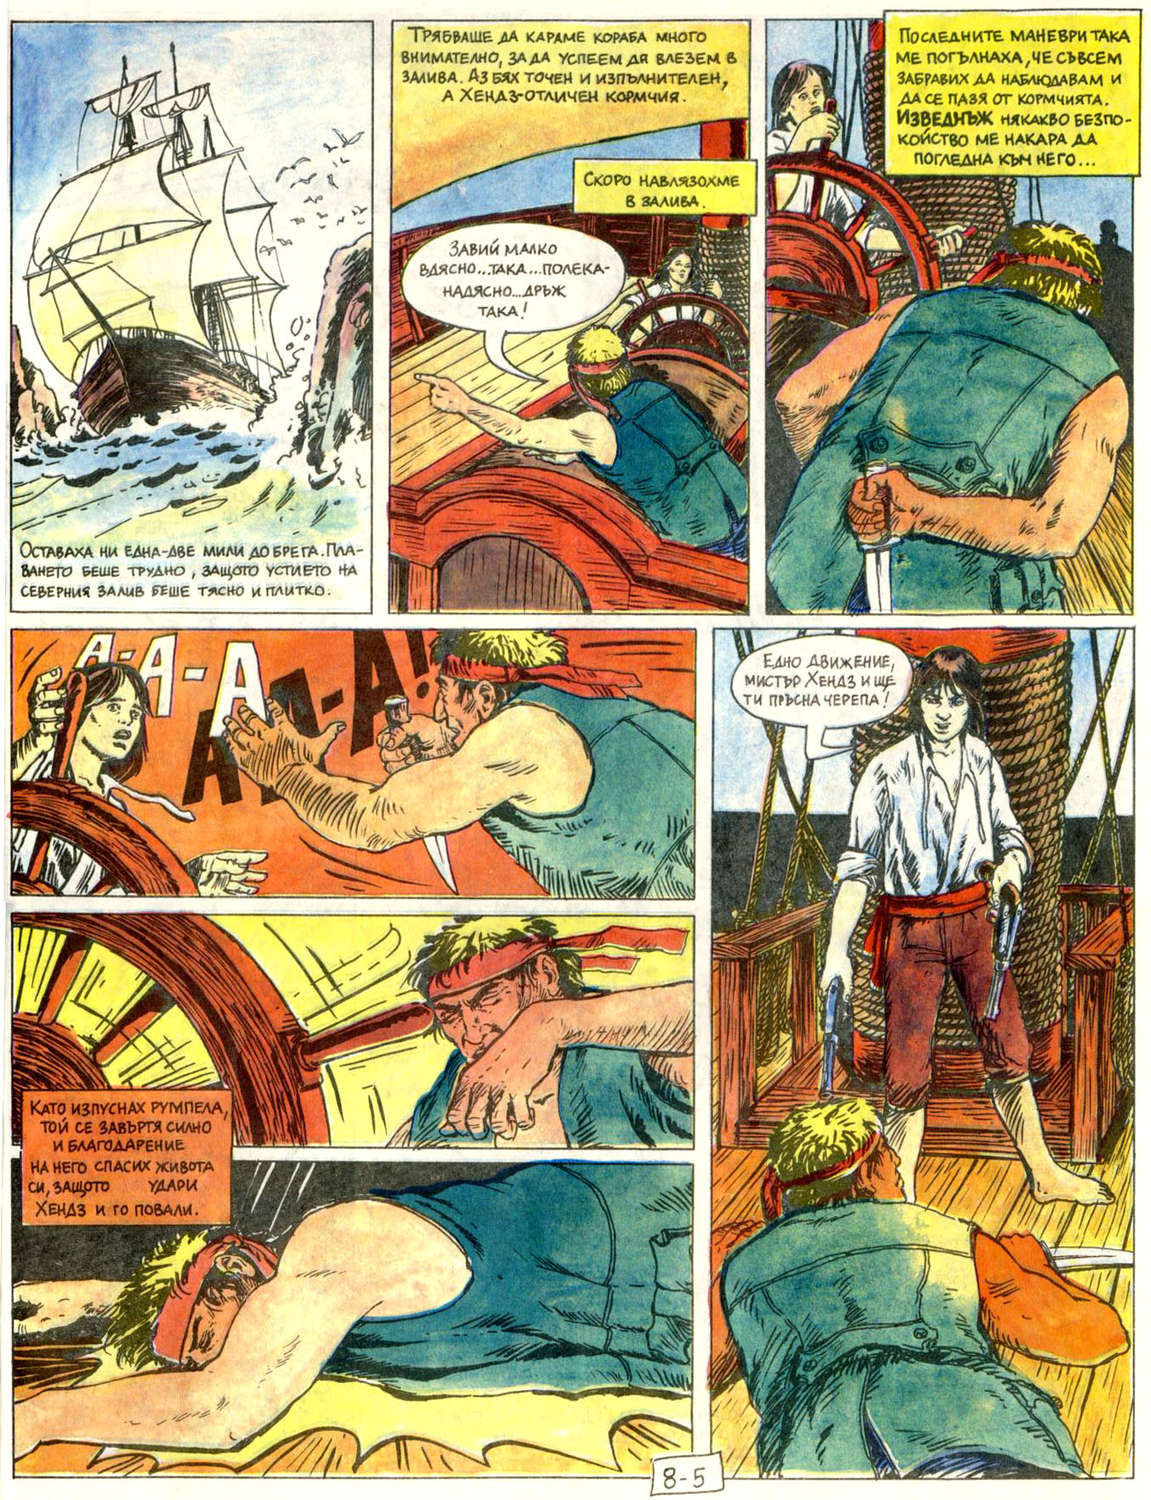 Оставаха ни една-две мили до брега. Пла-
ването беше трудно, защото устието на
северния залив беше тясно и плитко.
Трябваше да караме кораба много
внимателно, за да успеем да влезем в
залива. Аз бях точен и изпълнителен,
а Хендз-отличен кормчия.
Скоро навлязохме
в залива.
Завий малко
вдясно...така...полека-
надясно...дръж
така!
Последните маневри така
ме погълнаха, че съвсем
забравих да наблюдавам и
да се пазя от кормчията.
Изведнъж някакво безпо-
койство ме накара да
погледна към него...
А-А-А
А-А-А-А!
Като изпуснах румпела,
той се завъртя силно
и благодарение
на него спасих живота
си, защото удари
Хендз и го повали.
Едно движение,
мистър Хендз и ще
ти пръсна черепа!
8-5